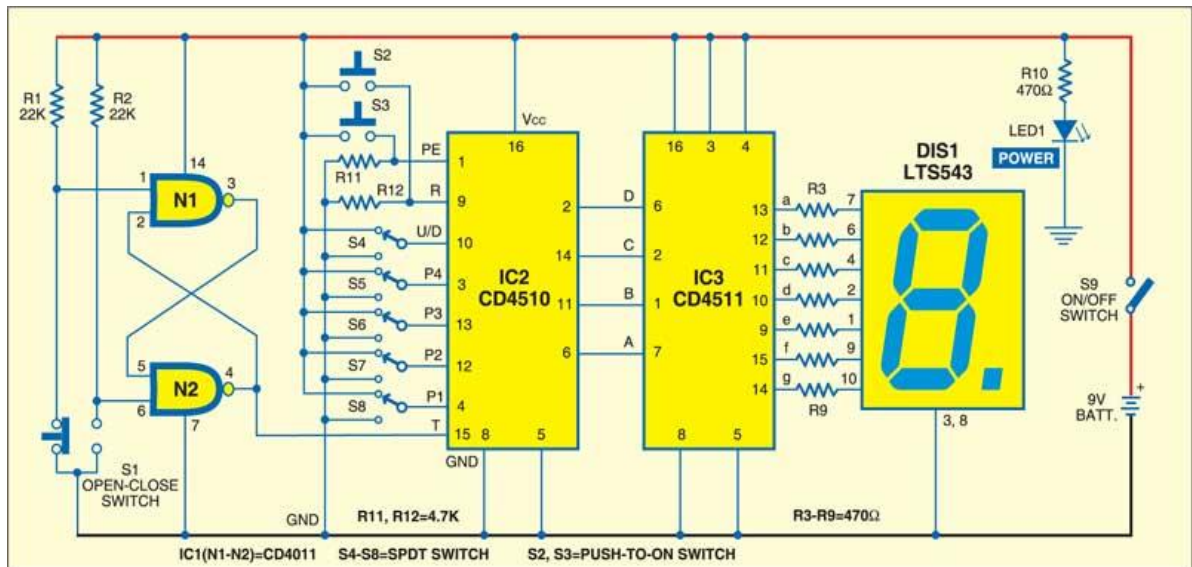 R1
22K
R2
22K
14
1
2
3
N1
5
6
4
N2
7
S1
OPEN-CLOSE
SWITCH
S2
S3
PE
R11
R12
R
U/D
S4
P4
S5
P3
S6
P2
S7
P1
S8
T
GND
VCC
16
1
9
10
3
13
12
4
15
8
5
2
14
11
6
IC2
CD4510
GND
D
C
B
A
16
3
4
6
2
1
7
IC3
CD4511
13
12
11
10
9
15
14
8
5
a
b
c
d
e
f
g
R3
R9
7
6
4
2
1
9
10
DIS1
LTS543
3, 8
R10
470Ω
LED1
POWER
S9
ON/OFF
SWITCH
+
9V
BATT.
R11, R12=4.7K
R3-R9=470Ω
IC1(N1-N2)=CD4011
S4-S8=SPDT SWITCH
S2, S3=PUSH-TO-ON SWITCH